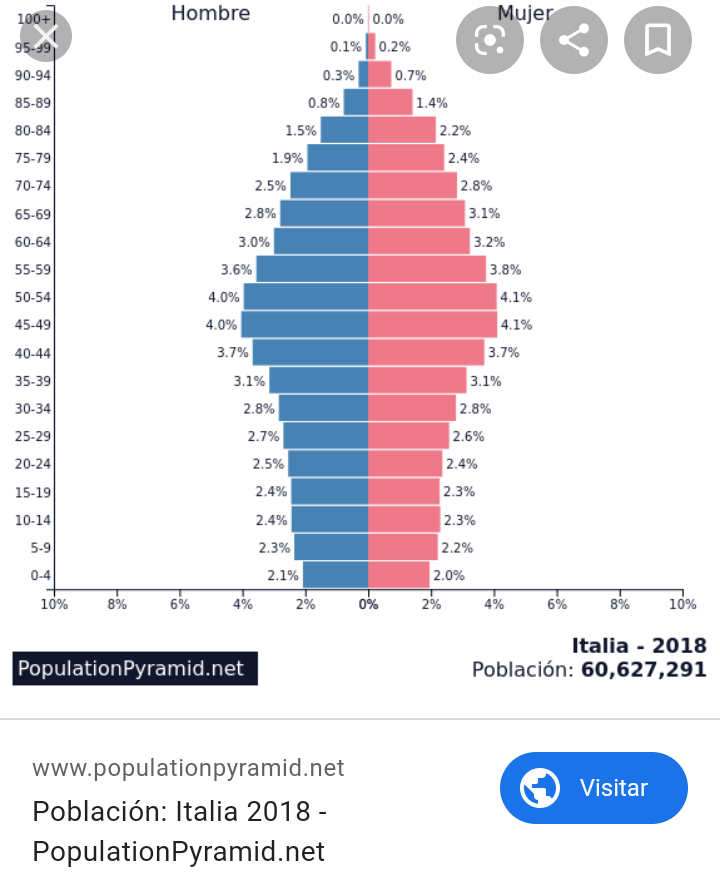 Hombre Mujer
100+ 0.0% 0.0%
95-99 0.1% 0.2%
90-94 0.3% 0.7%
85-89 0.8% 1.4%
80-84 1.5% 2.2%
75-79 1.9% 2.4%
70-74 2.5% 2.8%
65-69 2.8% 3.1%
60-64 3.0% 3.2%
55-59 3.6% 3.8%
50-54 4.0% 4.1%
45-49 4.0% 4.1%
40-44 3.7% 3.7%
35-39 3.1% 3.1%
30-34 2.8% 2.8%
25-29 2.7% 2.6%
20-24 2.5% 2.4%
15-19 2.4% 2.3%
10-14 2.4% 2.3%
5-9 2.3% 2.2%
0-4 2.1% 2.0%
10% 8% 6% 4% 2% 0% 2% 4% 6% 8% 10%
Italia - 2018
PopulationPyramid.net Población: 60,627,291
www.populationpyramid.net
Visitar
Población: Italia 2018 -
PopulationPyramid.net